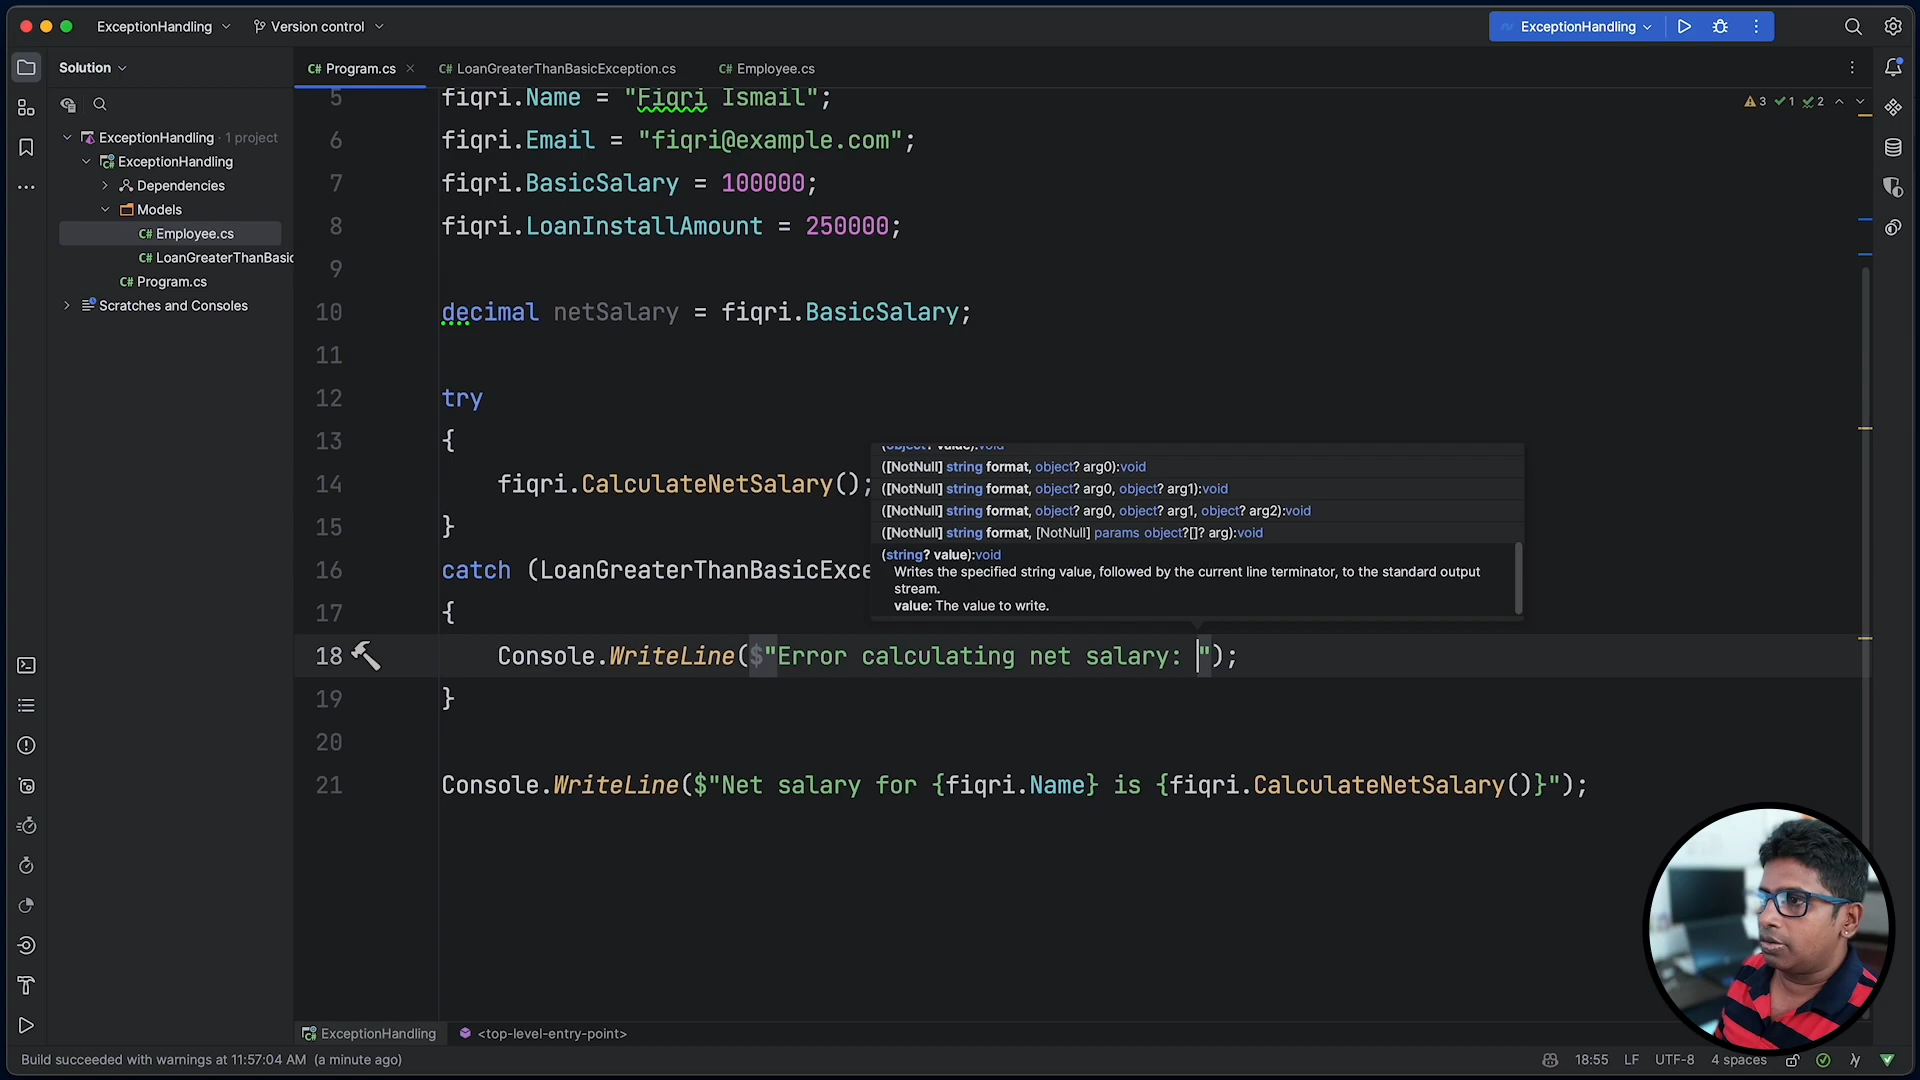 ExceptionHandling
Version control
ExceptionHandling
Solution
C# Program.cs
C# LoanGreaterThanBasicException.cs
C# Employee.cs
ExceptionHandling · 1 project
ExceptionHandling
Dependencies
Models
C# Employee.cs
C# LoanGreaterThanBasic
C# Program.cs
Scratches and Consoles
3 1 2
5 fiqri.Name = "Fiqri Ismail";
6 fiqri.Email = "fiqri@example.com";
7 fiqri.BasicSalary = 100000;
8 fiqri.LoanInstallAmount = 250000;
9
10 decimal netSalary = fiqri.BasicSalary;
11
12 try
13 {
14 fiqri.CalculateNetSalary();
15 }
16 catch (LoanGreaterThanBasicExce
17 {
18 Console.WriteLine($"Error calculating net salary: ");
19 }
20
21 Console.WriteLine($"Net salary for {fiqri.Name} is {fiqri.CalculateNetSalary()}");
(object? value):void
([NotNull] string format, object? arg0):void
([NotNull] string format, object? arg0, object? arg1):void
([NotNull] string format, object? arg0, object? arg1, object? arg2):void
([NotNull] string format, [NotNull] params object?[]? arg):void
(string? value):void
Writes the specified string value, followed by the current line terminator, to the standard output
stream.
value: The value to write.
ExceptionHandling
<top-level-entry-point>
Build succeeded with warnings at 11:57:04 AM (a minute ago)
18:55 LF UTF-8 4 spaces